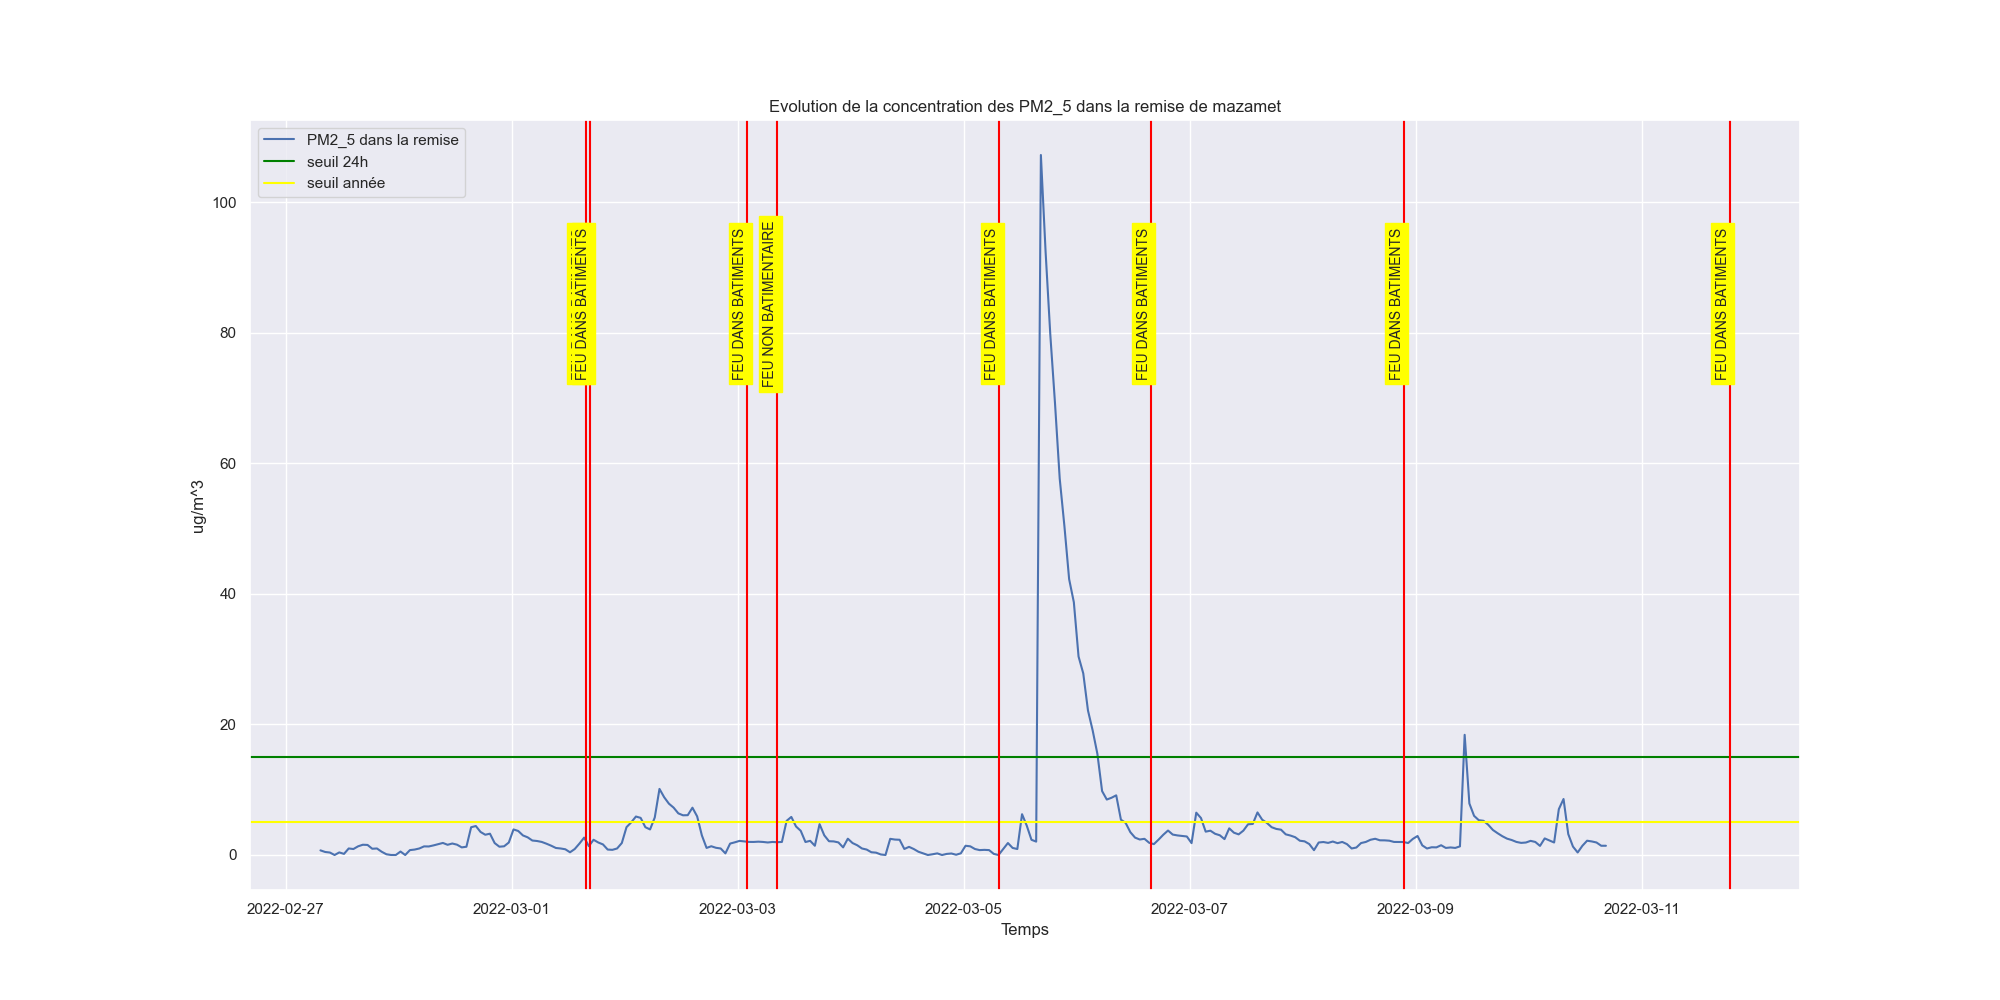 Evolution de la concentration des PM2_5 dans la remise de mazamet
PM2_5 dans la remise
seuil 24h
seuil année
100
80
60
40
20
0
ug/m^3
FEU DANS BATIMENTS
FEU DANS BATIMENTS
FEU NON BATIMENTAIRE
FEU DANS BATIMENTS
FEU DANS BATIMENTS
FEU DANS BATIMENTS
FEU DANS BATIMENTS
2022-02-27
2022-03-01
2022-03-03
2022-03-05
2022-03-07
2022-03-09
2022-03-11
Temps